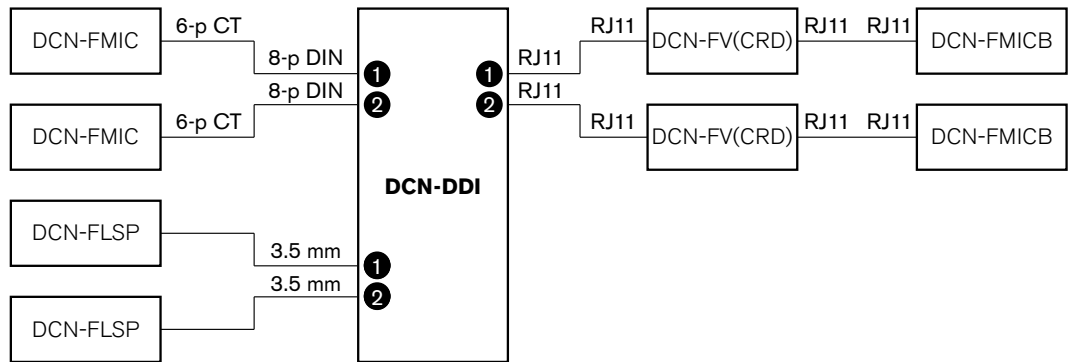 DCN-FMIC
6-p CT
8-p DIN
1
8-p DIN
2
DCN-FMIC
6-p CT
DCN-DDI
DCN-FLSP
3.5 mm
1
3.5 mm
2
DCN-FLSP
1
RJ11
RJ11
DCN-FV(CRD)
RJ11
RJ11
DCN-FMICB
2
RJ11
RJ11
DCN-FV(CRD)
RJ11
RJ11
DCN-FMICB